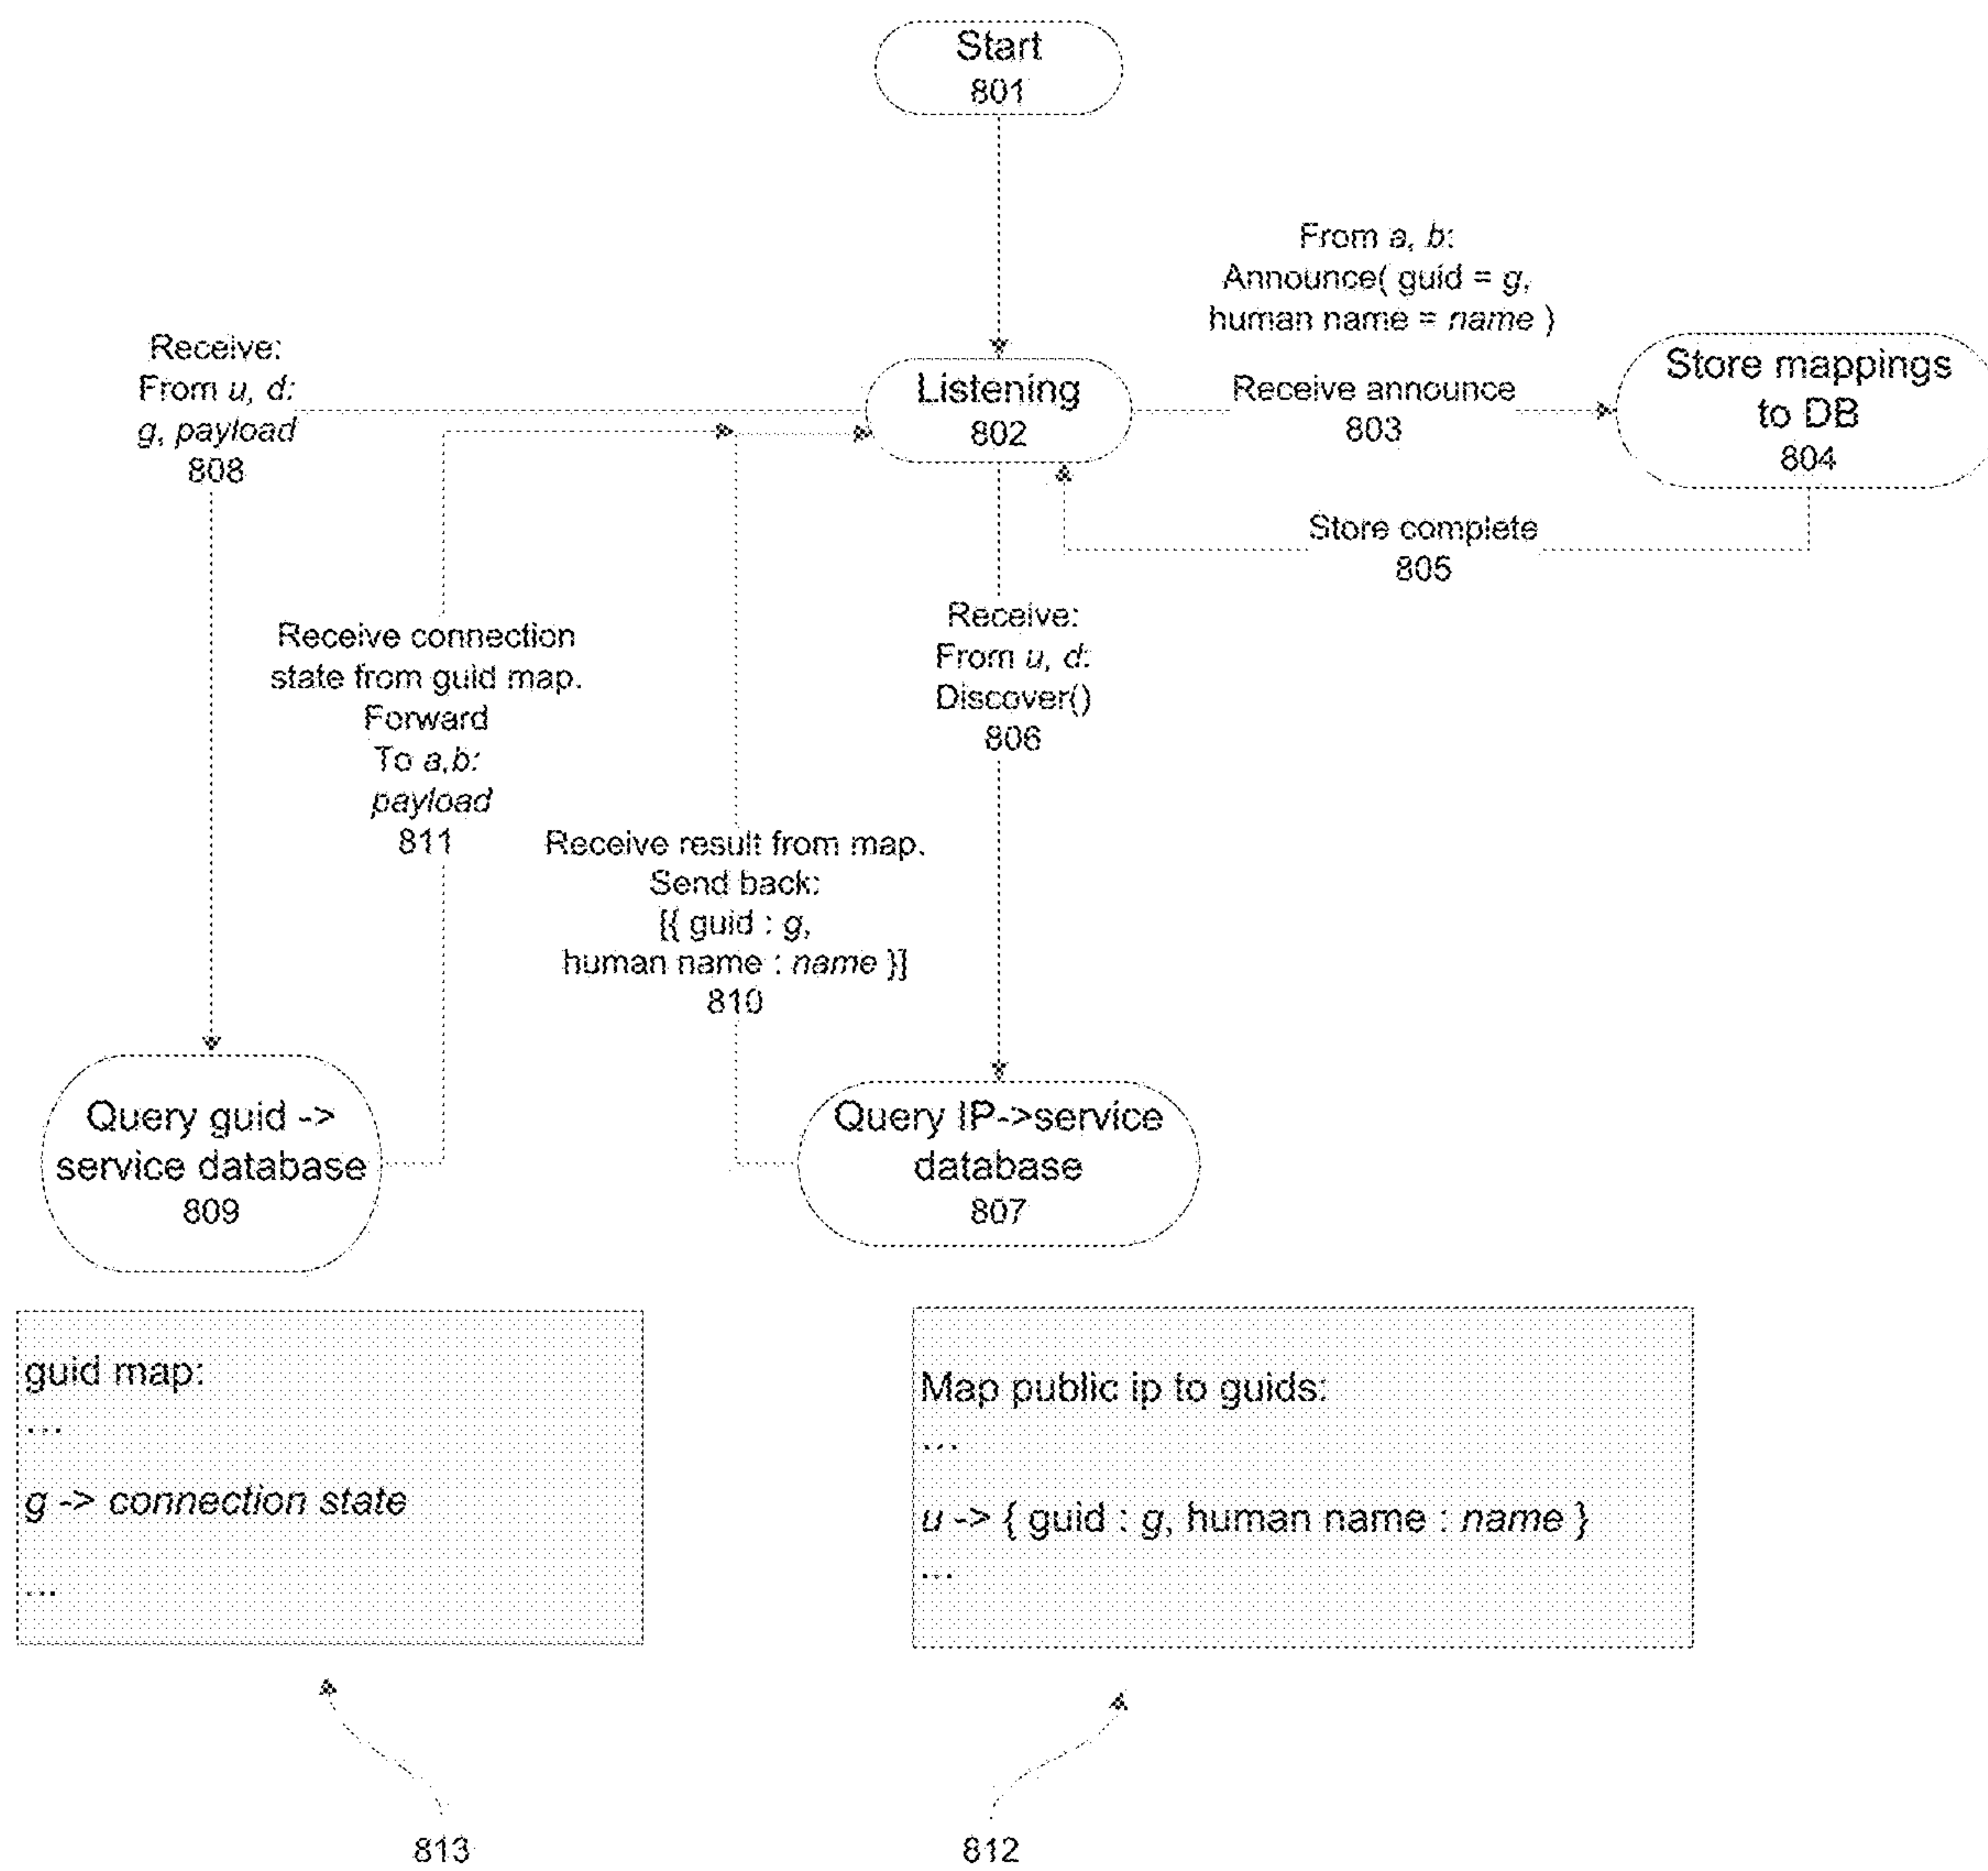 Start
801
From a, b:
Announce( guid = g,
human name = name }
Receive:
From u, d:
g, payload
808
Listening
802
Receive announce
803
Store mappings
to DB
804
Store complete
805
Receive connection
state from guid map.
Forward
To a,b:
payload
811
Receive:
From u, d:
Discover()
806
Receive result from map.
Send back:
[{ guid : g,
human name : name }]
810
Query guid ->
service database
809
Query IP->service
database
807
guid map:
...
g -> connection state
...
Map public ip to guids:
...
u -> { guid : g, human name : name }
...
813
812